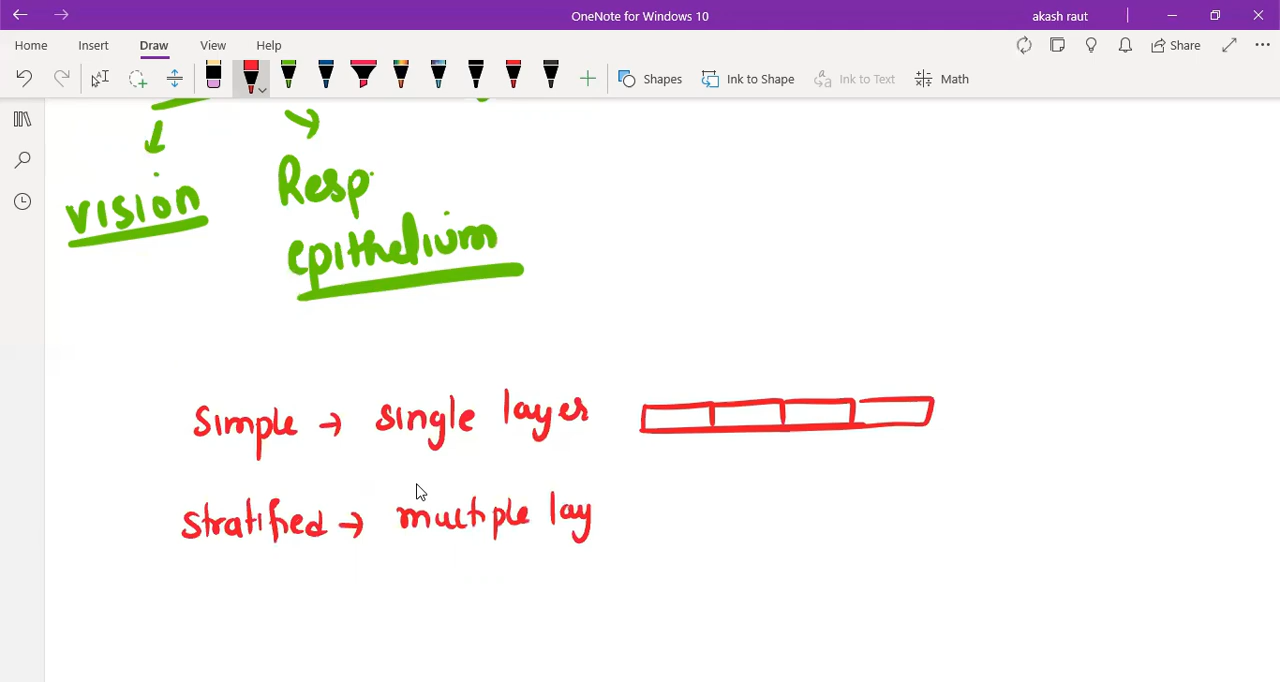 OneNote for Windows 10
akash raut
Home Insert Draw View Help
Share
Shapes Ink to Shape Ink to Text Math
vision
Resp
epithelium
Simple → single layer
stratified → multiple lay